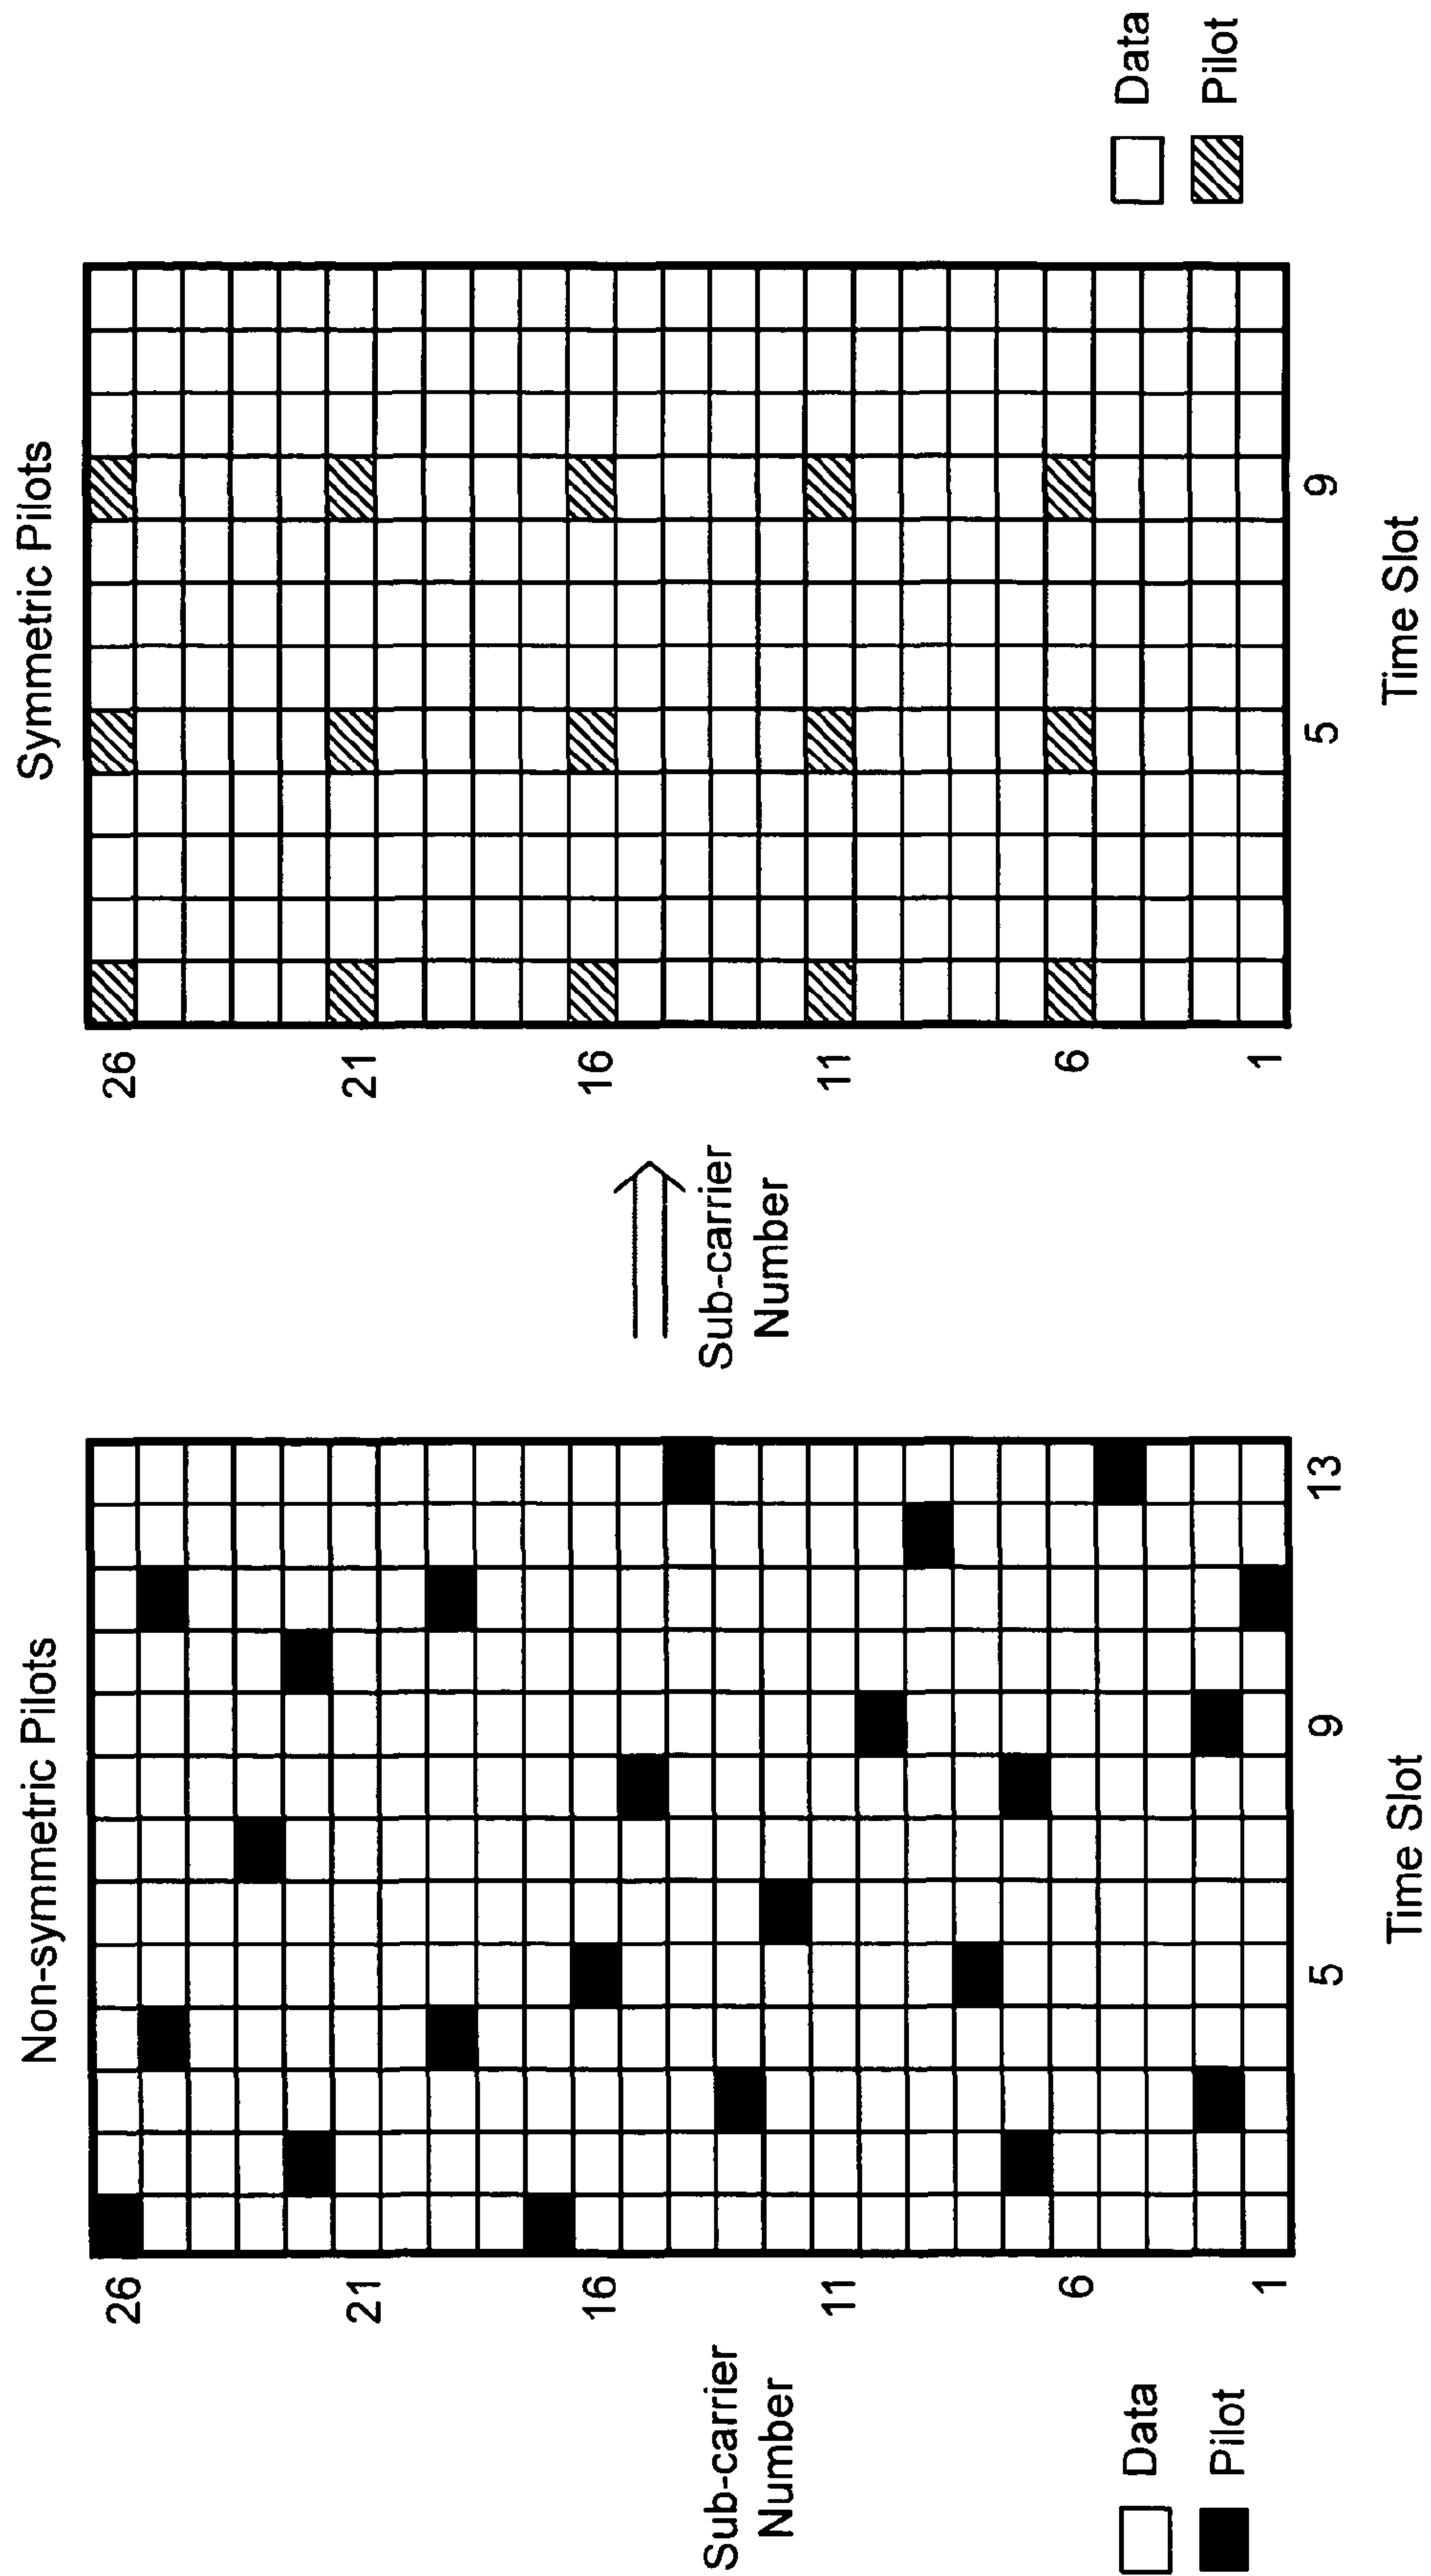 Non-symmetric Pilots
26
21
16
11
6
1
Sub-carrier
Number
5
9
13
Time Slot
Data
Pilot
Symmetric Pilots
Sub-carrier
Number
26
21
16
11
6
1
5
9
Time Slot
Data
Pilot